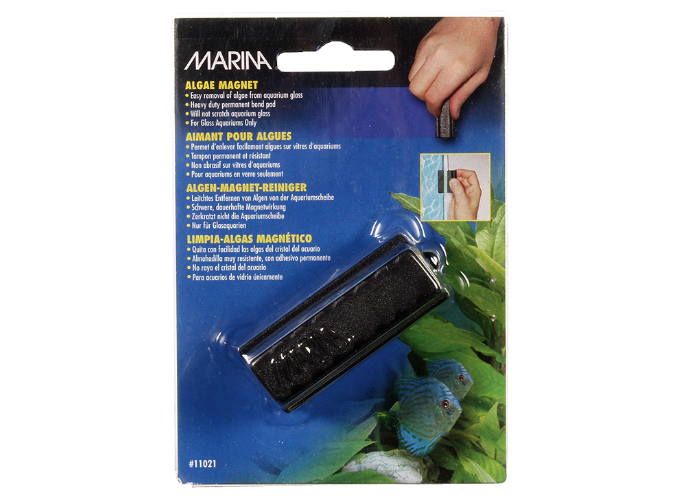 MARINA
ALGAE MAGNET
• Easy removal of algae from aquarium glass
• Heavy duty permanent bond pad
• Will not scratch aquarium glass
• For Glass Aquariums Only
AIMANT POUR ALGUES
• Permet d'enlever facilement algues sur vitres d'aquariums
• Tampon permanent et résistant
• Non abrasif sur vitres d'aquariums
• Pour aquariums en verre seulement
ALGEN-MAGNET-REINIGER
• Leichtes Entfernen von Algen von der Aquariumscheibe
• Schwere, dauerhafte Magnetwirkung
• Zerkratzt nicht die Aquariumscheibe
• Nur für Glasaquarien
LIMPIA-ALGAS MAGNÉTICO
• Quita con facilidad las algas del cristal del acuario
• Almohadilla muy resistente, con adhesivo permanente
• No raya el cristal del acuario
• Para acuarios de vidrio únicamente
#11021